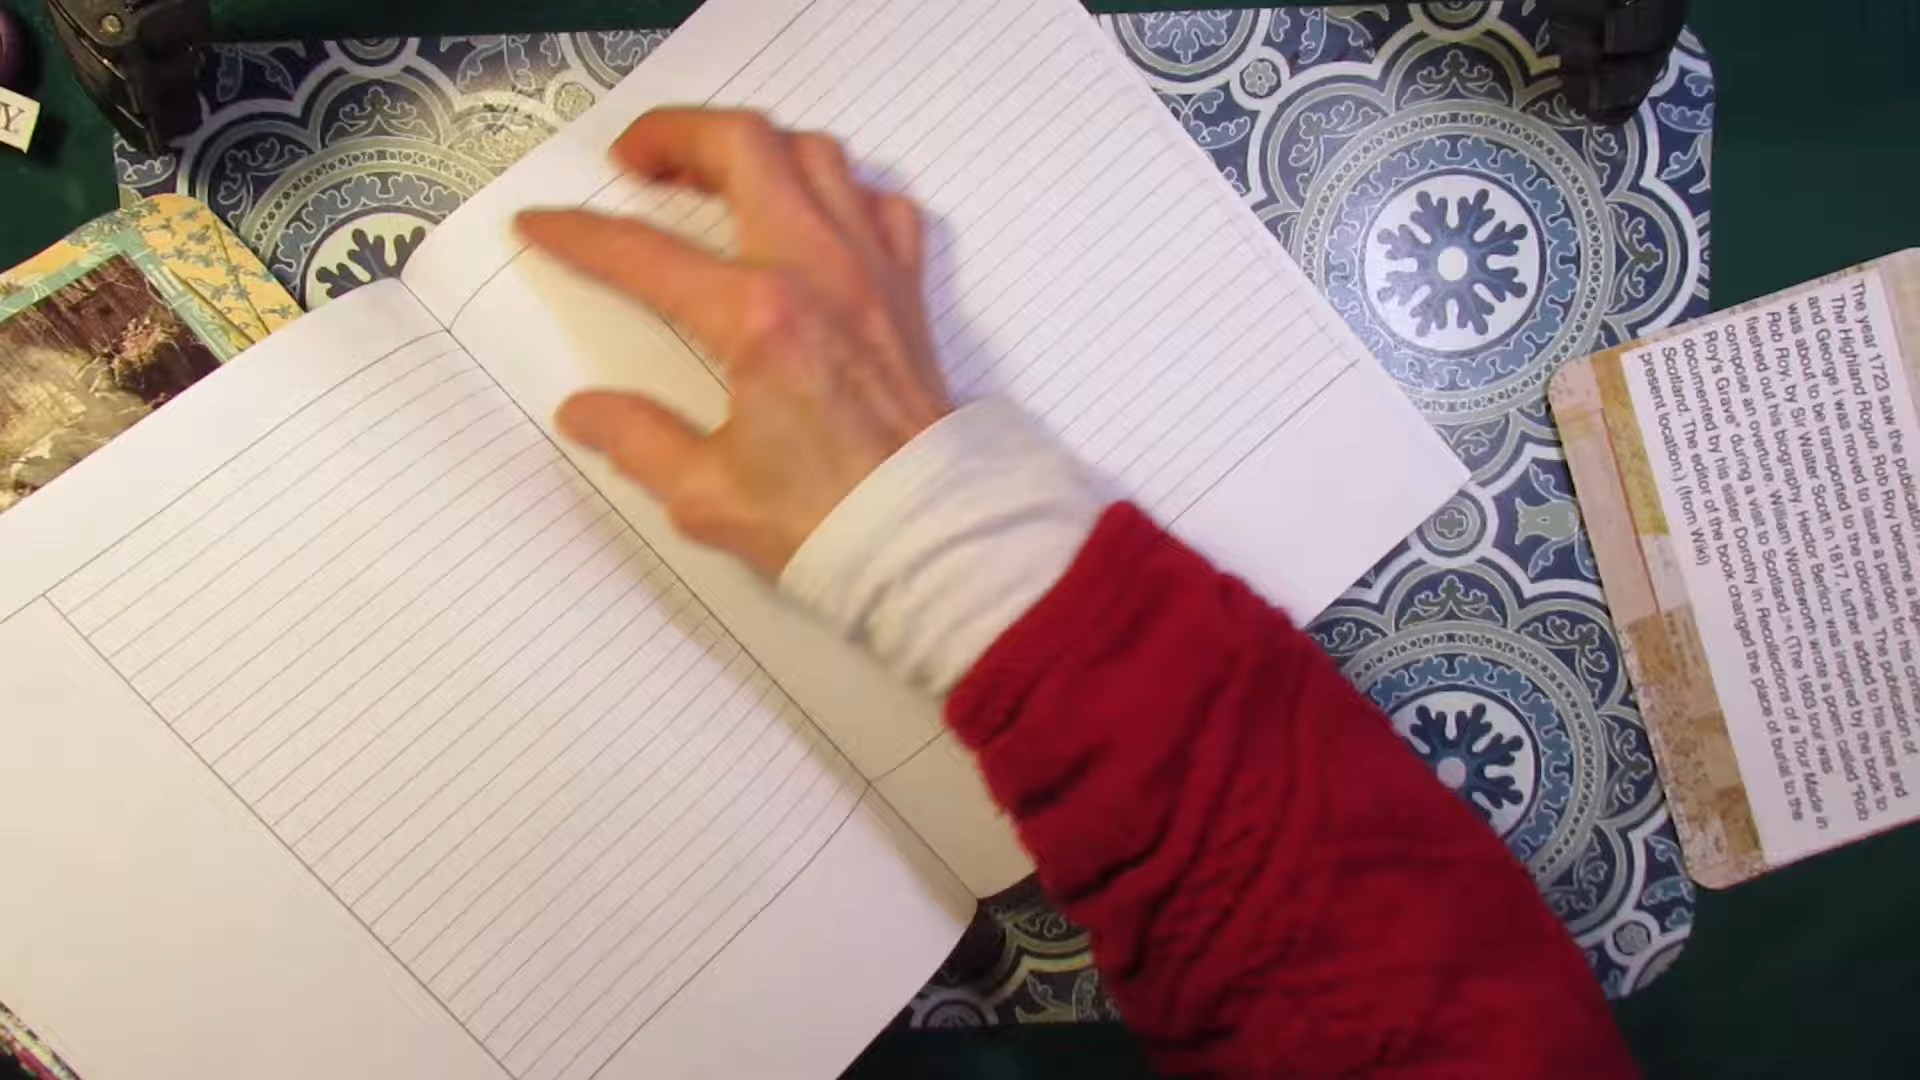 Y.
The year 1723 saw the publication
The Highland Rogue. Rob Roy became a legend
and George I was moved to issue a pardon for his crimes
was about to be transported to the colonies. The publication of
Rob Roy, by Sir Walter Scott in 1817, further added to his fame and
fleshed out his biography. Hector Berlioz was inspired by the book to
compose an overture. William Wordsworth wrote a poem called "Rob
Roy's Grave" during a visit to Scotland (The 1803 tour was
documented by his sister Dorothy in Recollections of a Tour Made in
Scotland. The editor of the book changed the place of burial to the
present location.) (from Wiki)